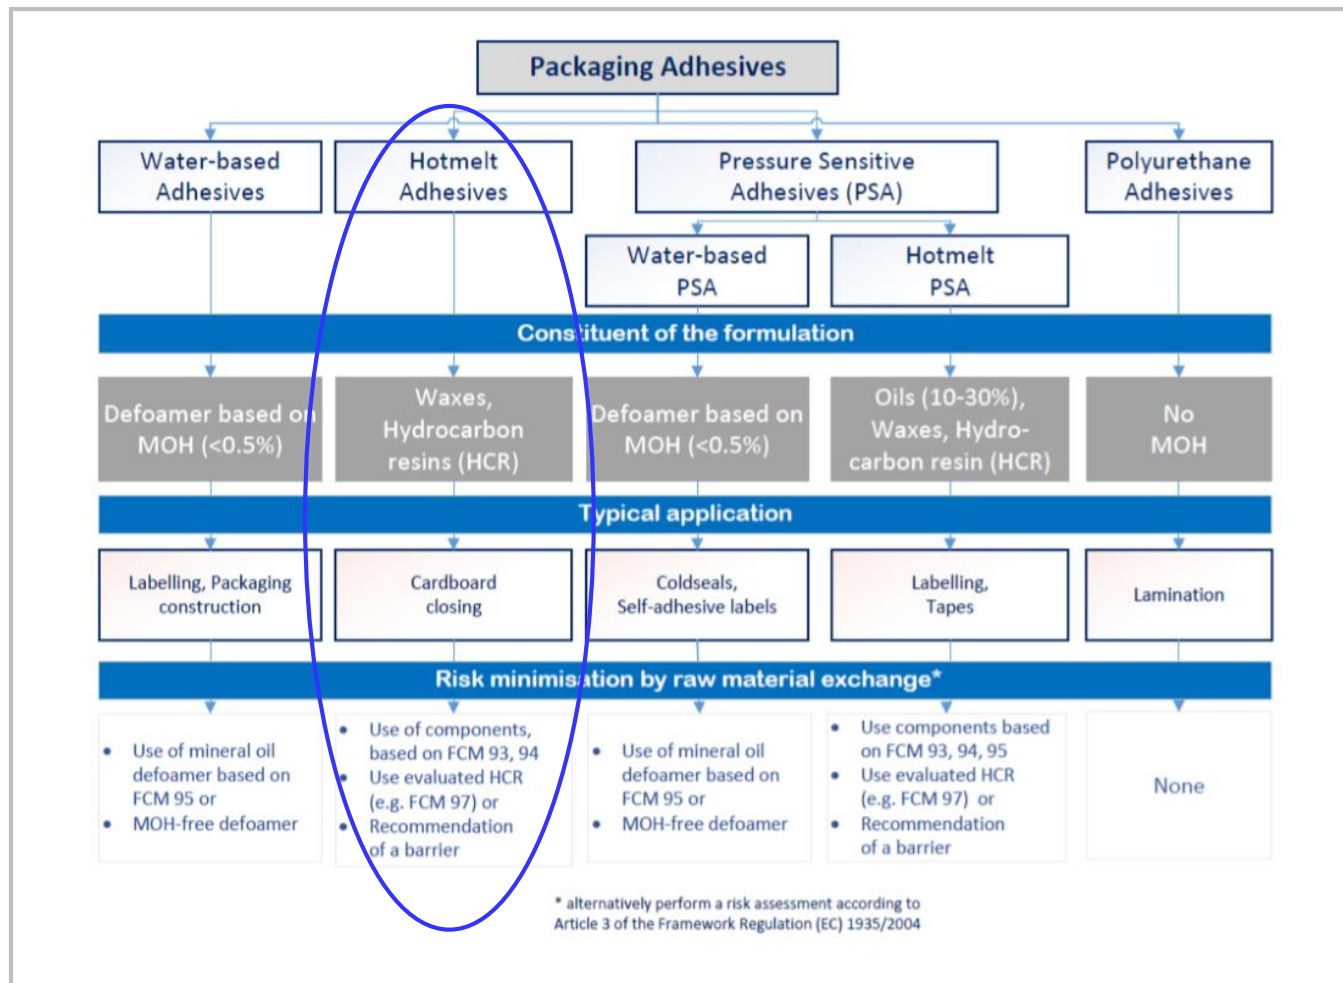 Packaging Adhesives
Water-based
Adhesives
Hotmelt
Adhesives
Pressure Sensitive
Adhesives (PSA)
Polyurethane
Adhesives
Water-based
PSA
Hotmelt
PSA
Constituent of the formulation
Defoamer based on
MOH (<0.5%)
Waxes,
Hydrocarbon
resins (HCR)
Defoamer based on
MOH (<0.5%)
Oils (10-30%),
Waxes, Hydro-
carbon resin (HCR)
No
MOH
Typical application
Labelling, Packaging
construction
Cardboard
closing
Coldseals,
Self-adhesive labels
Labelling,
Tapes
Lamination
Risk minimisation by raw material exchange*
• Use of mineral oil
defoamer based on
FCM 95 or
• MOH-free defoamer
• Use of components,
based on FCM 93, 94
• Use evaluated HCR
(e.g. FCM 97) or
• Recommendation
of a barrier
• Use of mineral oil
defoamer based on
FCM 95 or
• MOH-free defoamer
• Use components based
on FCM 93, 94, 95
• Use evaluated HCR
(e.g. FCM 97) or
• Recommendation
of a barrier
None
* alternatively perform a risk assessment according to
Article 3 of the Framework Regulation (EC) 1935/2004